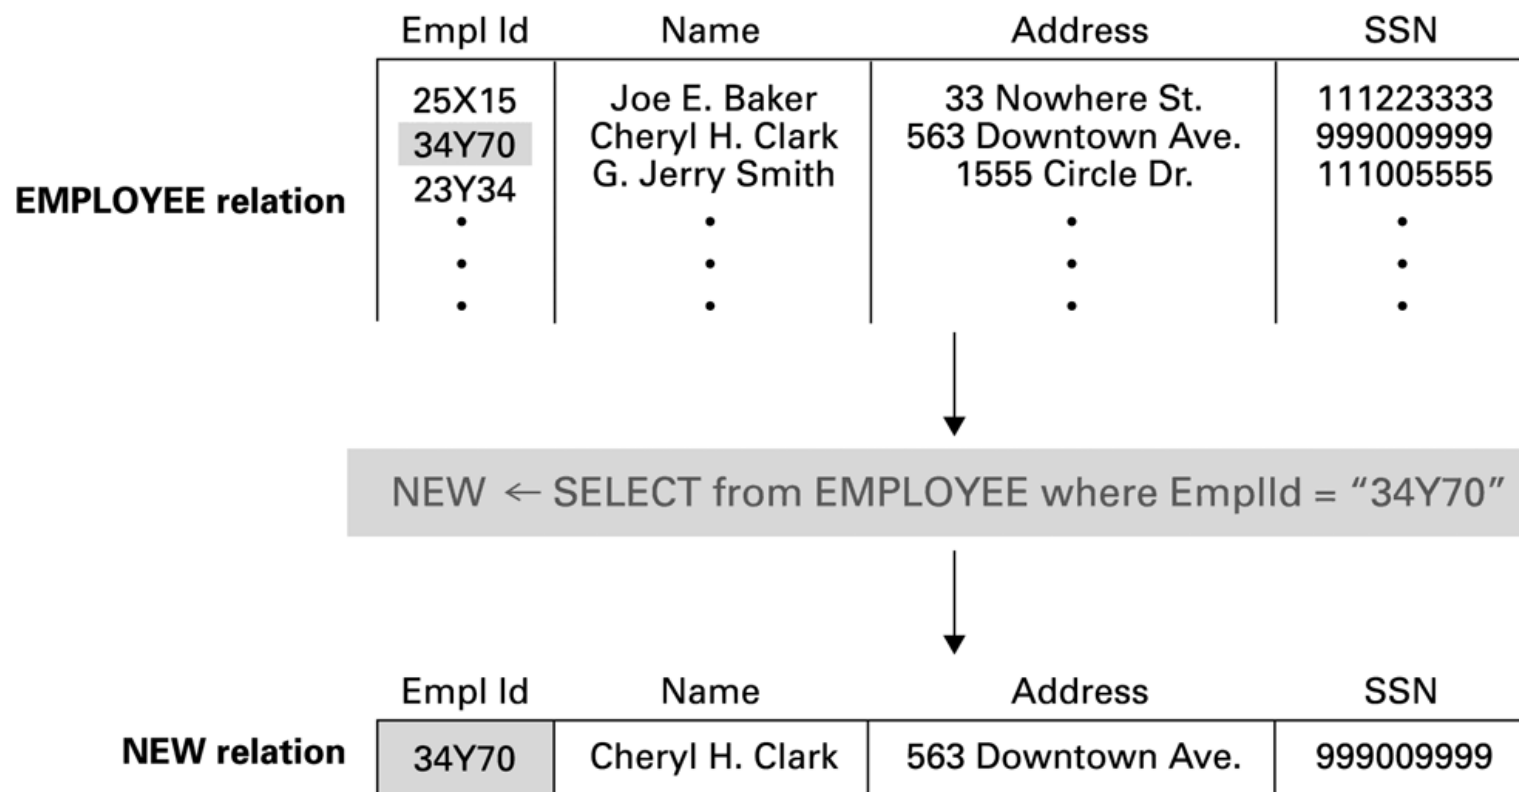 Empl Id Name Address SSN
25X15 Joe E. Baker 33 Nowhere St. 111223333
34Y70 Cheryl H. Clark 563 Downtown Ave. 999009999
23Y34 G. Jerry Smith 1555 Circle Dr. 111005555
EMPLOYEE relation
NEW ← SELECT from EMPLOYEE where EmplId = “34Y70”
Empl Id Name Address SSN
NEW relation 34Y70 Cheryl H. Clark 563 Downtown Ave. 999009999